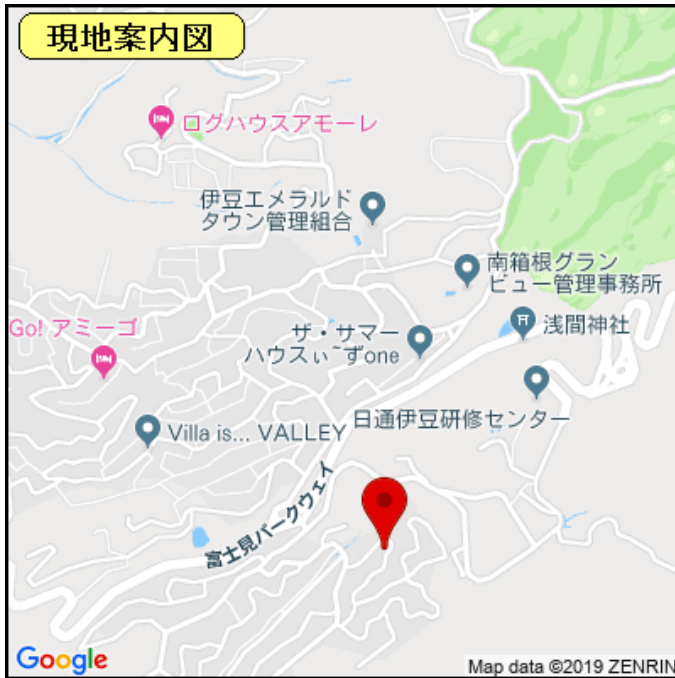 現地案内図
ログハウスアモーレ
伊豆エメラルド
タウン管理組合
南箱根グラン
ビュー管理事務所
浅間神社
Go! アミーゴ
ザ・サマー
ハウスぃ~ずone
日通伊豆研修センター
Villa is... VALLEY
富士見パークウェイ
Google
Map data ©2019 ZENRIN